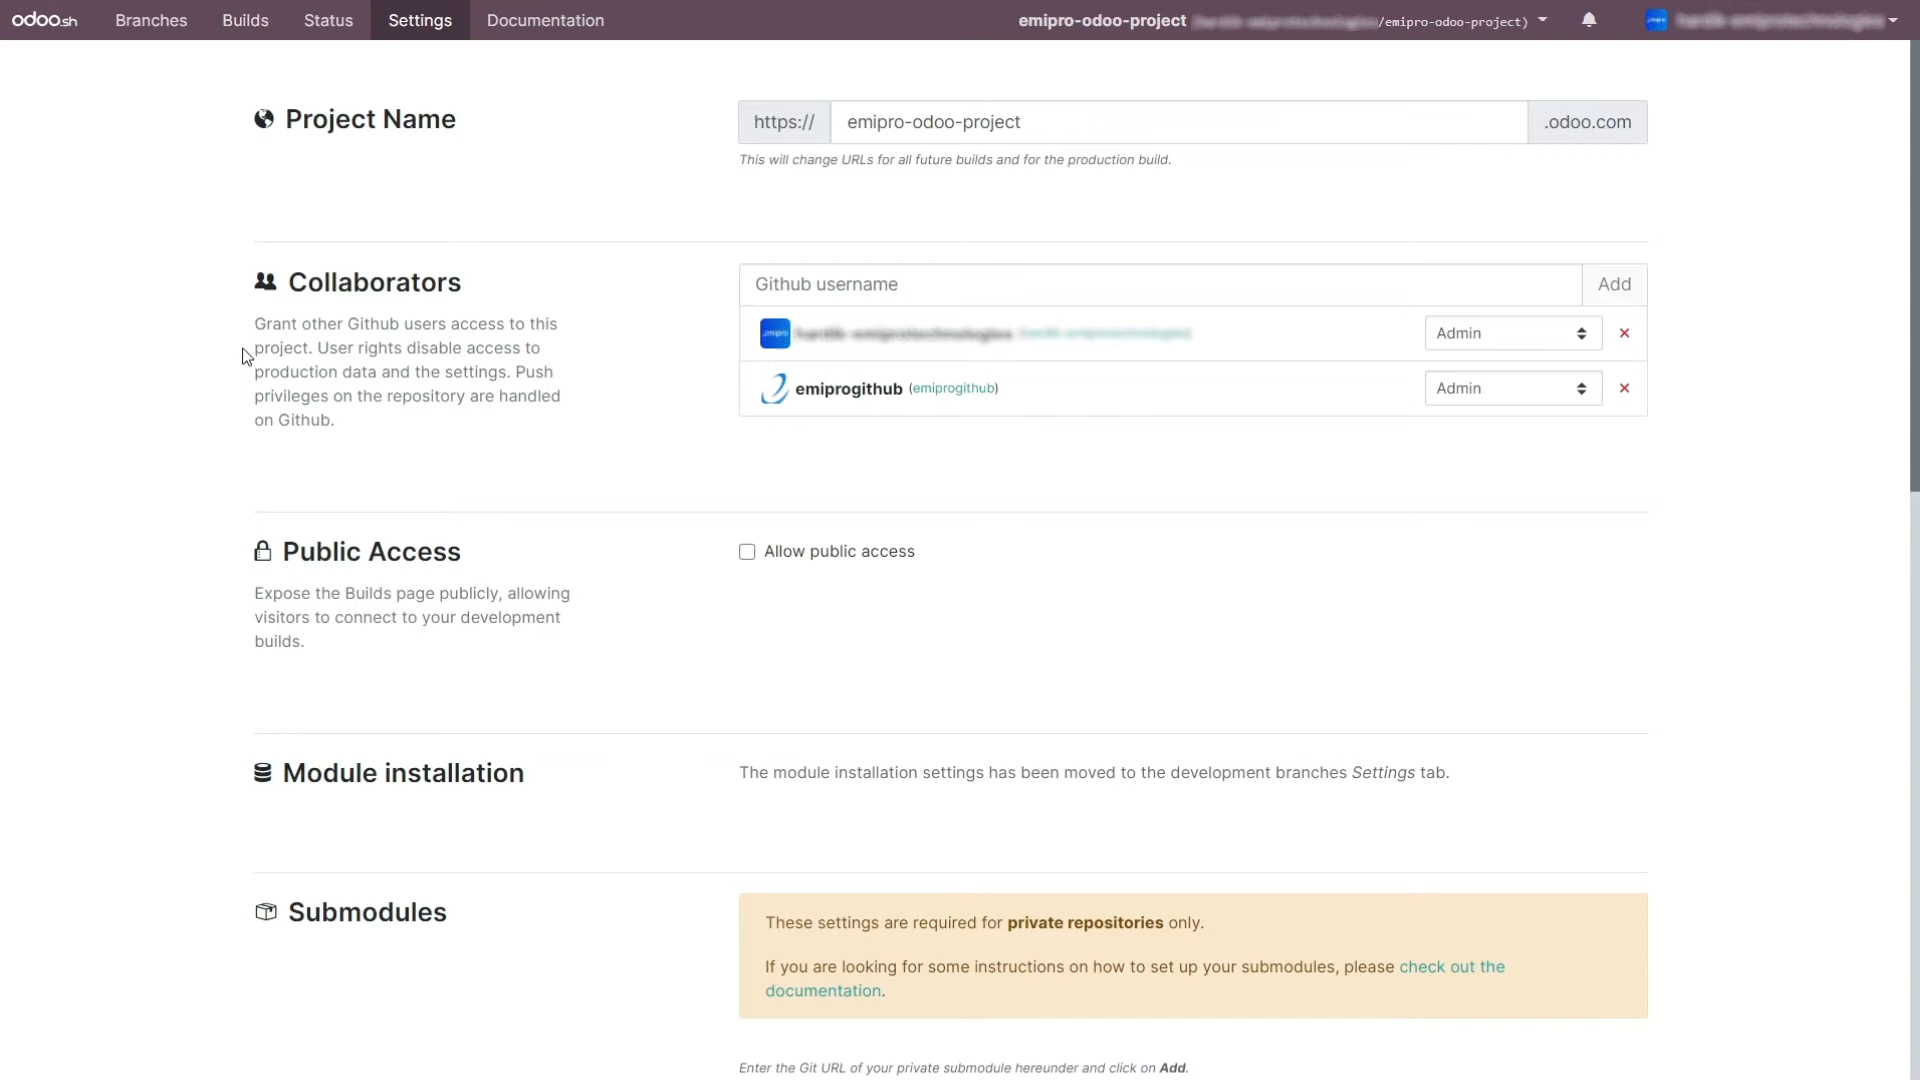 odoo.sh Branches Builds Status Settings Documentation emipro-odoo-project /emipro-odoo-project)
Project Name
https:// emipro-odoo-project .odoo.com
This will change URLs for all future builds and for the production build.
Collaborators
Github username Add
Grant other Github users access to this
project. User rights disable access to
production data and the settings. Push
privileges on the repository are handled
on Github.
Admin ×
emiprogithub (emiprogithub) Admin ×
Public Access
Allow public access
Expose the Builds page publicly, allowing
visitors to connect to your development
builds.
Module installation
The module installation settings has been moved to the development branches Settings tab.
Submodules
These settings are required for private repositories only.
If you are looking for some instructions on how to set up your submodules, please check out the
documentation.
Enter the Git URL of your private submodule hereunder and click on Add.